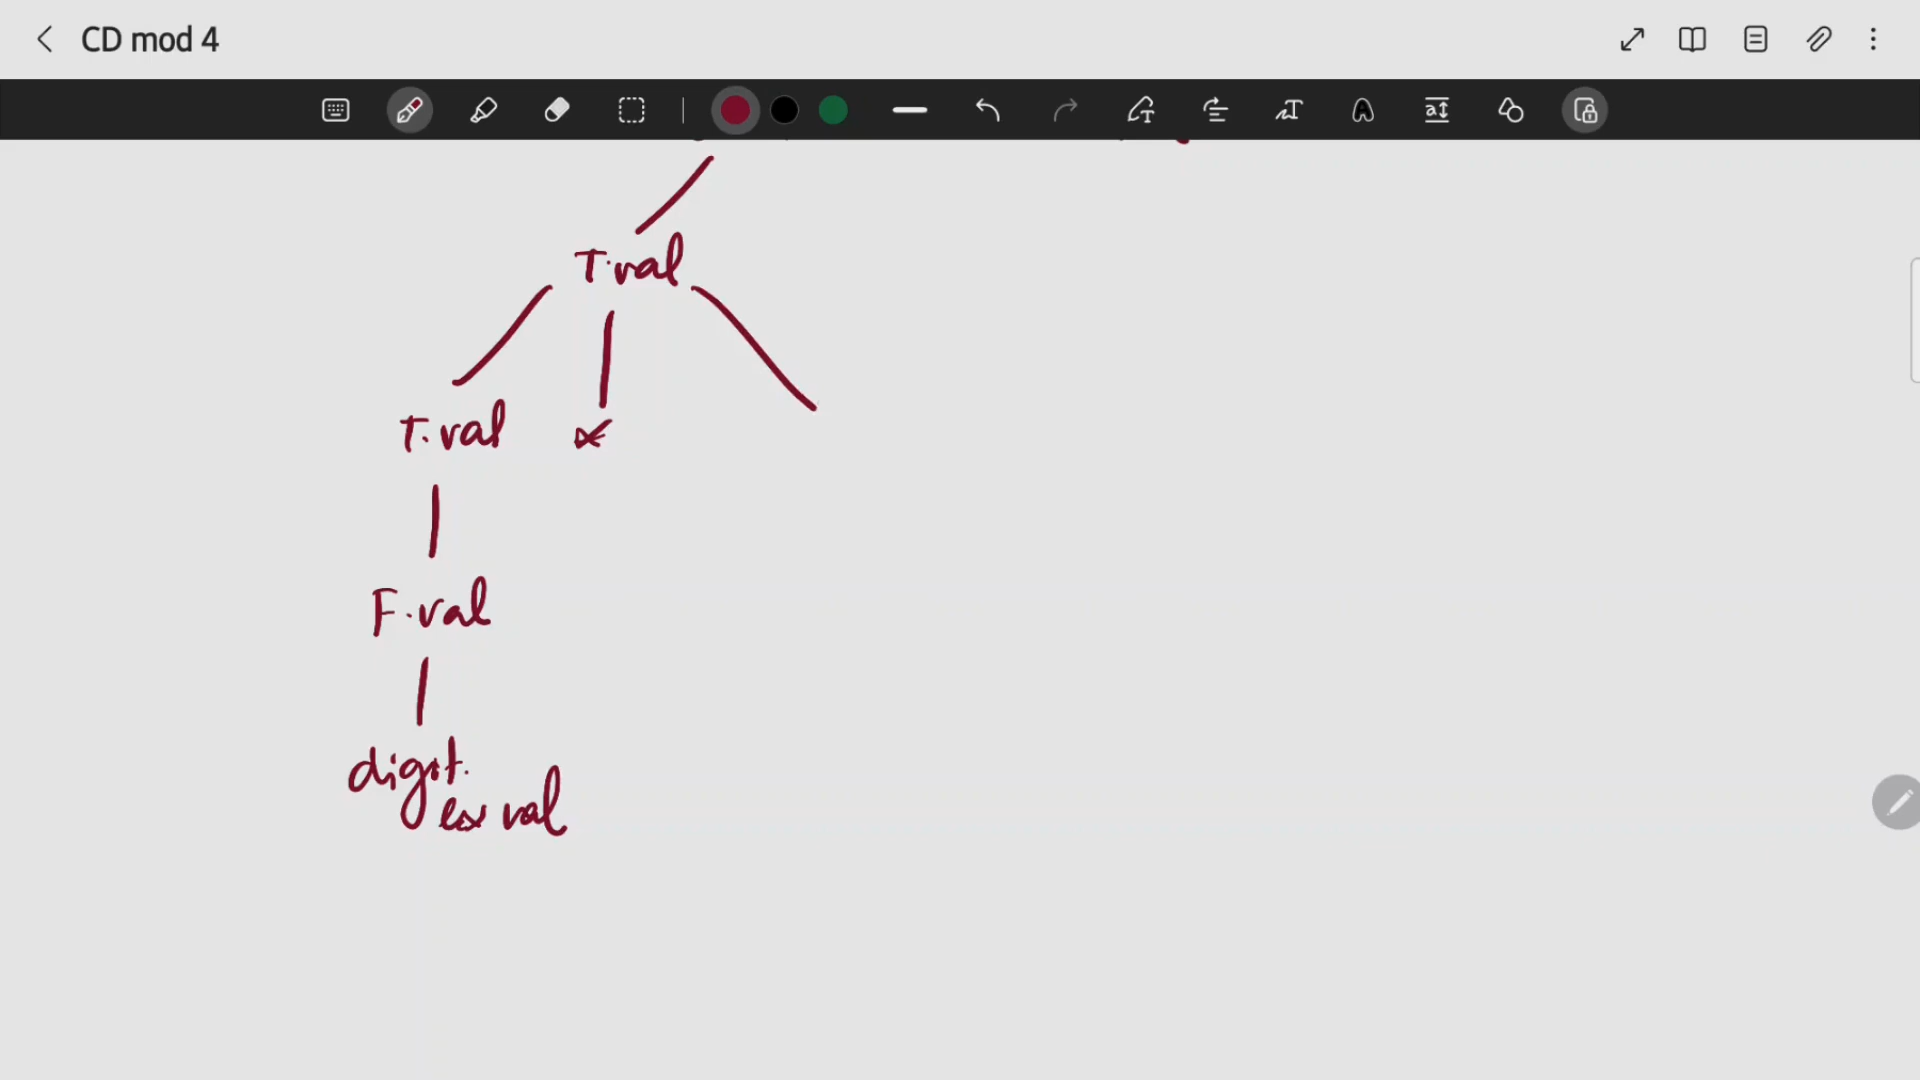 CD mod 4
T.val
T.val *
F.val
digit.
lex val